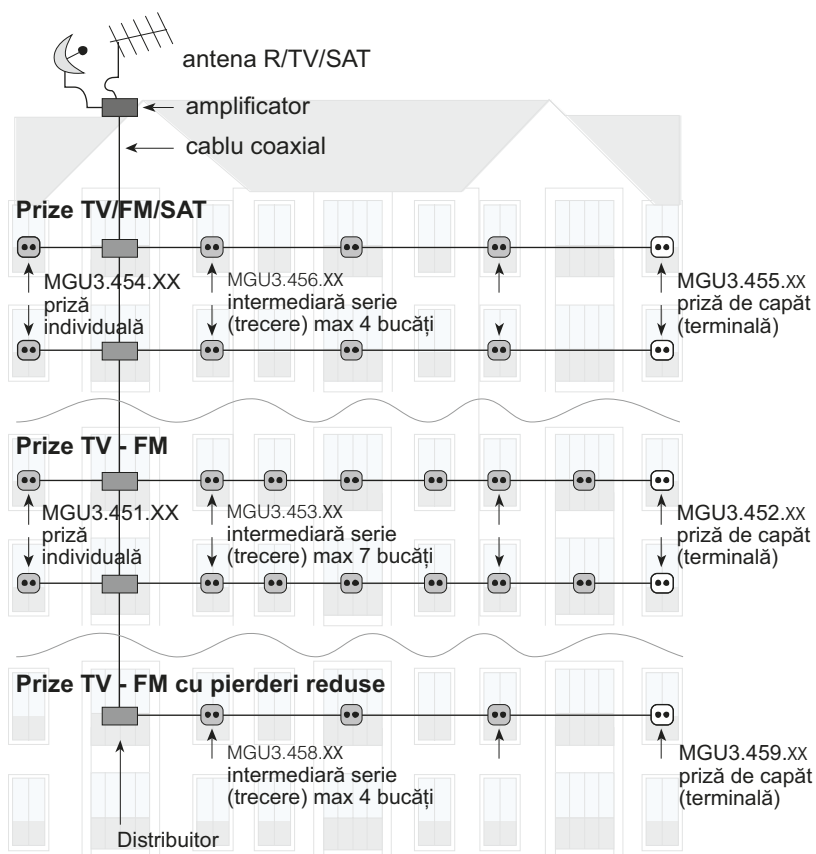 antena R/TV/SAT
amplificator
cablu coaxial
Prize TV/FM/SAT
MGU3.454.XX
priză
individuală
MGU3.456.XX
intermediară serie
(trecere) max 4 bucăți
MGU3.455.XX
priză de capăt
(terminală)
Prize TV - FM
MGU3.451.XX
priză
individuală
MGU3.453.XX
intermediară serie
(trecere) max 7 bucăți
MGU3.452.XX
priză de capăt
(terminală)
Prize TV - FM cu pierderi reduse
MGU3.458.XX
intermediară serie
(trecere) max 4 bucăți
MGU3.459.XX
priză de capăt
(terminală)
Distribuitor